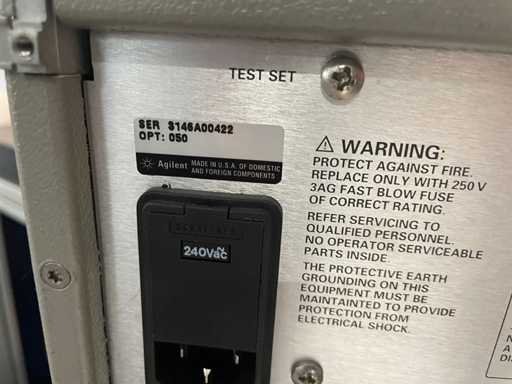 TEST SET
SER 3146A00422
OPT: 050
Agilent MADE IN U.S.A. OF DOMESTIC
AND FOREIGN COMPONENTS
240Vac
WARNING:
PROTECT AGAINST FIRE.
REPLACE ONLY WITH 250 V
3AG FAST BLOW FUSE
OF CORRECT RATING.
REFER SERVICING TO
QUALIFIED PERSONNEL.
NO OPERATOR SERVICEABLE
PARTS INSIDE.
THE PROTECTIVE EARTH
GROUNDING ON THIS
EQUIPMENT MUST BE
MAINTAINTED TO PROVIDE
PROTECTION FROM
ELECTRICAL SHOCK.